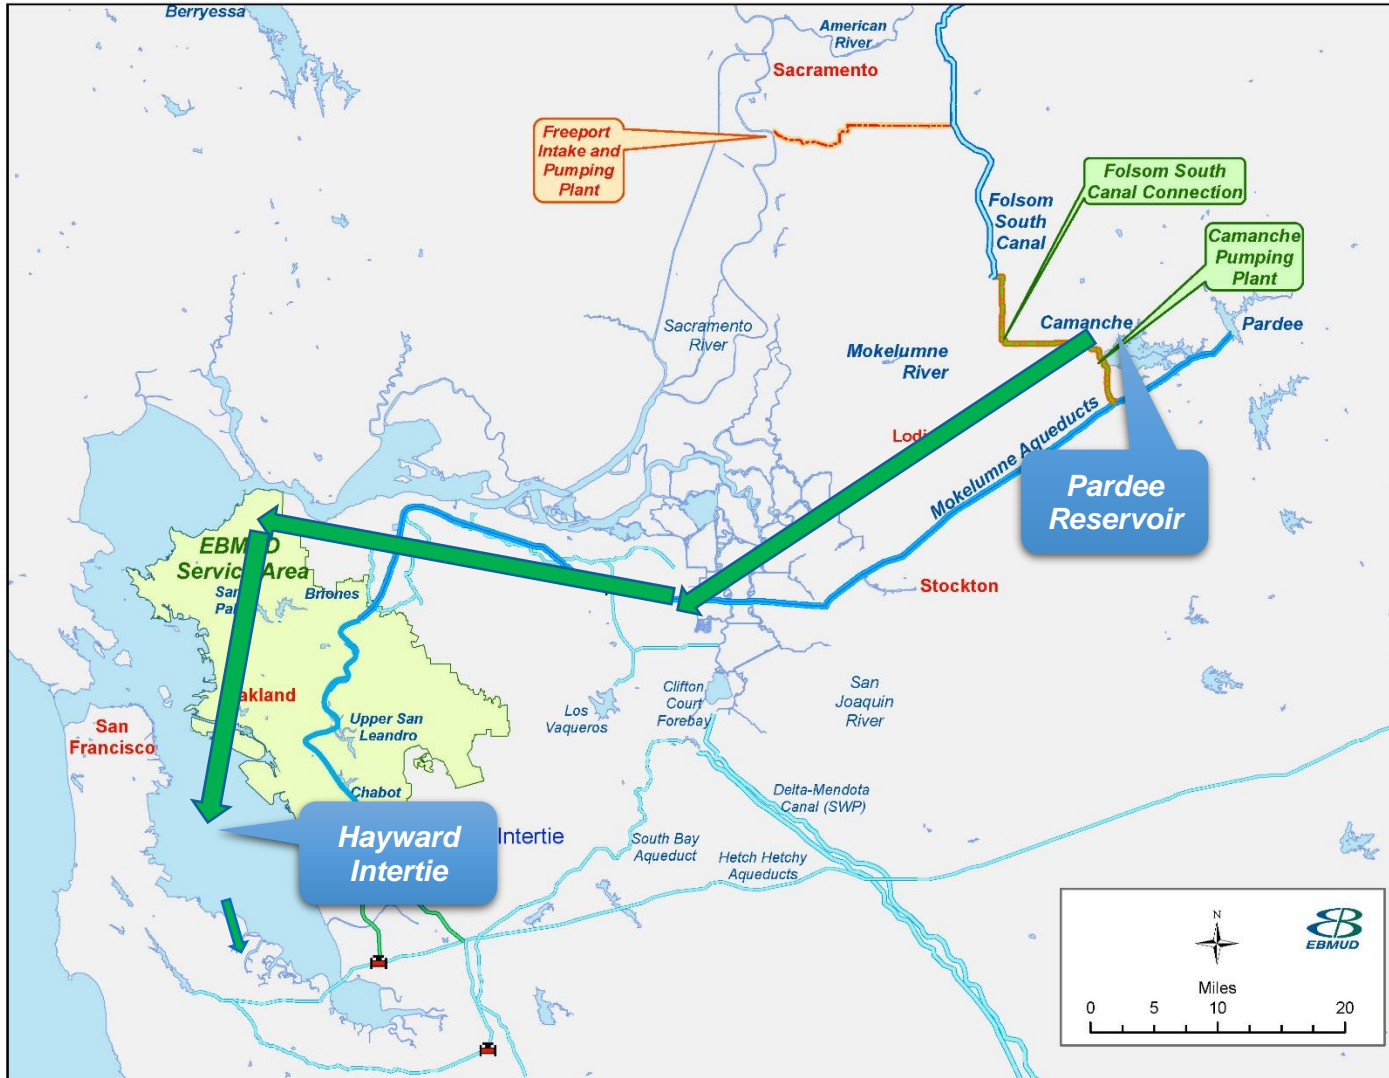 Berryessa
American
River
Sacramento
Freeport
Intake and
Pumping
Plant
Folsom South
Canal Connection
Folsom
South
Canal
Camanche
Pumping
Plant
Sacramento
River
Camanche
Pardee
Mokelumne
River
Lodi
Mokelumne Aqueducts
Pardee
Reservoir
EBM D
Service Area
San
Pa
Briones
Stockton
akland
Upper San
Leandro
San
Francisco
Los
Vaqueros
Clifton
Court
Forebay
San
Joaquin
River
Chabot
Delta-Mendota
Canal (SWP)
Hayward
Intertie
Intertie
South Bay
Aqueduct
Hetch Hetchy
Aqueducts
N
EBMUD
Miles
0 5 10 20